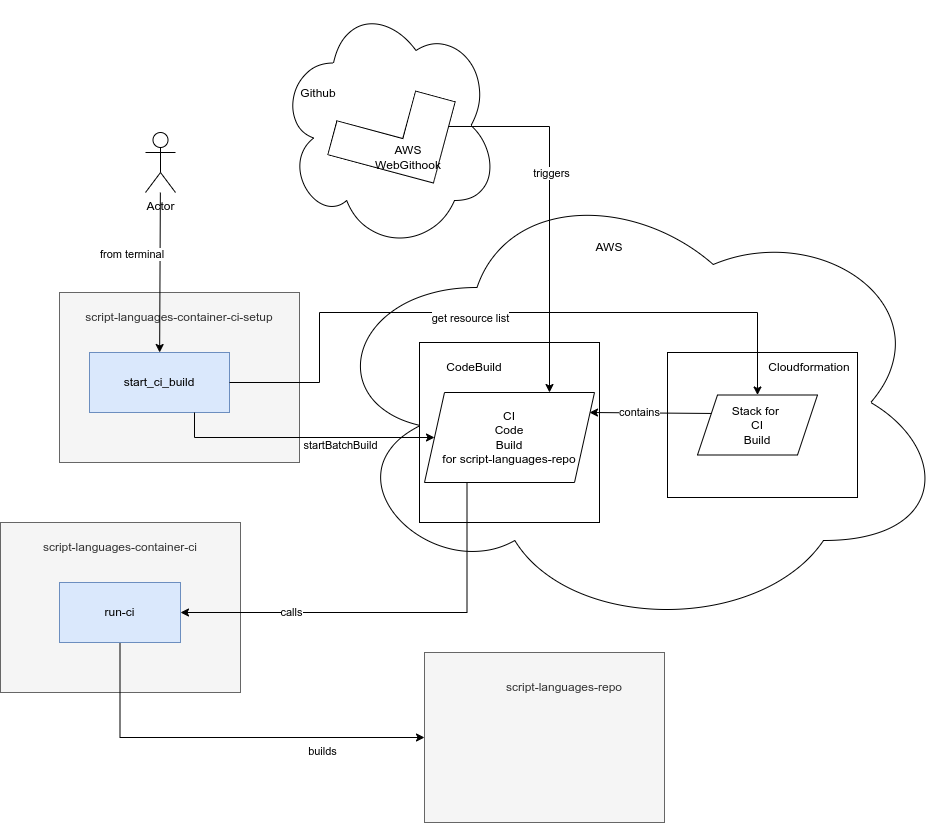 Github
AWS
WebGithook
triggers
Actor
from terminal
AWS
script-languages-container-ci-setup
get resource list
start_ci_build
CodeBuild
Cloudformation
CI
Code
Build
for script-languages-repo
contains
Stack for
CI
Build
startBatchBuild
script-languages-container-ci
run-ci
calls
script-languages-repo
builds